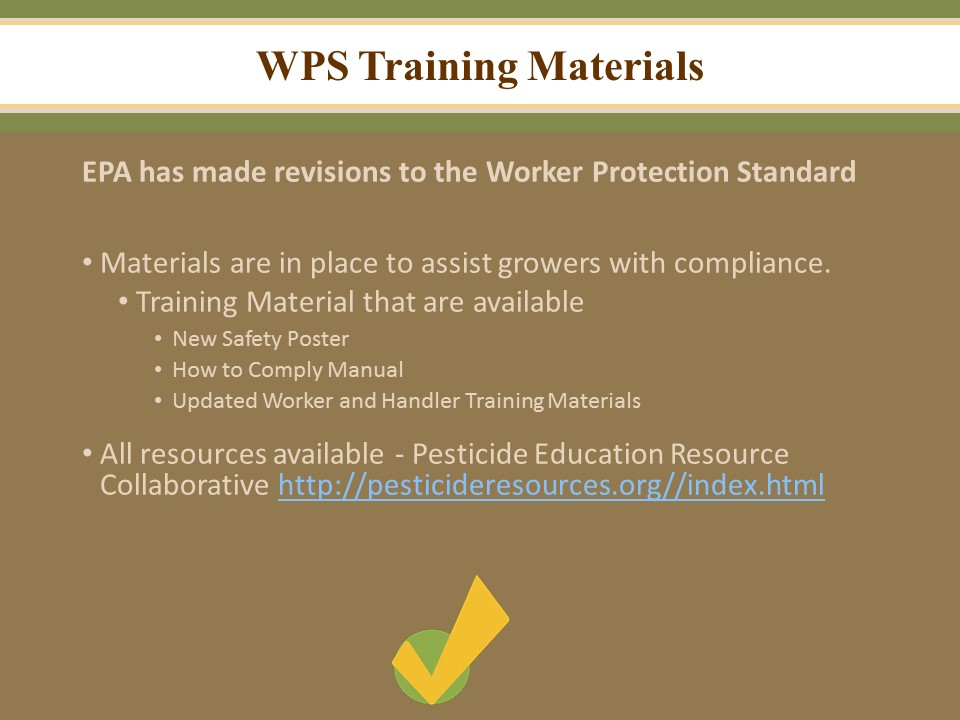 WPS Training Materials
EPA has made revisions to the Worker Protection Standard
• Materials are in place to assist growers with compliance.
• Training Material that are available
• New Safety Poster
• How to Comply Manual
• Updated Worker and Handler Training Materials
• All resources available - Pesticide Education Resource
Collaborative http://pesticideresources.org//index.html